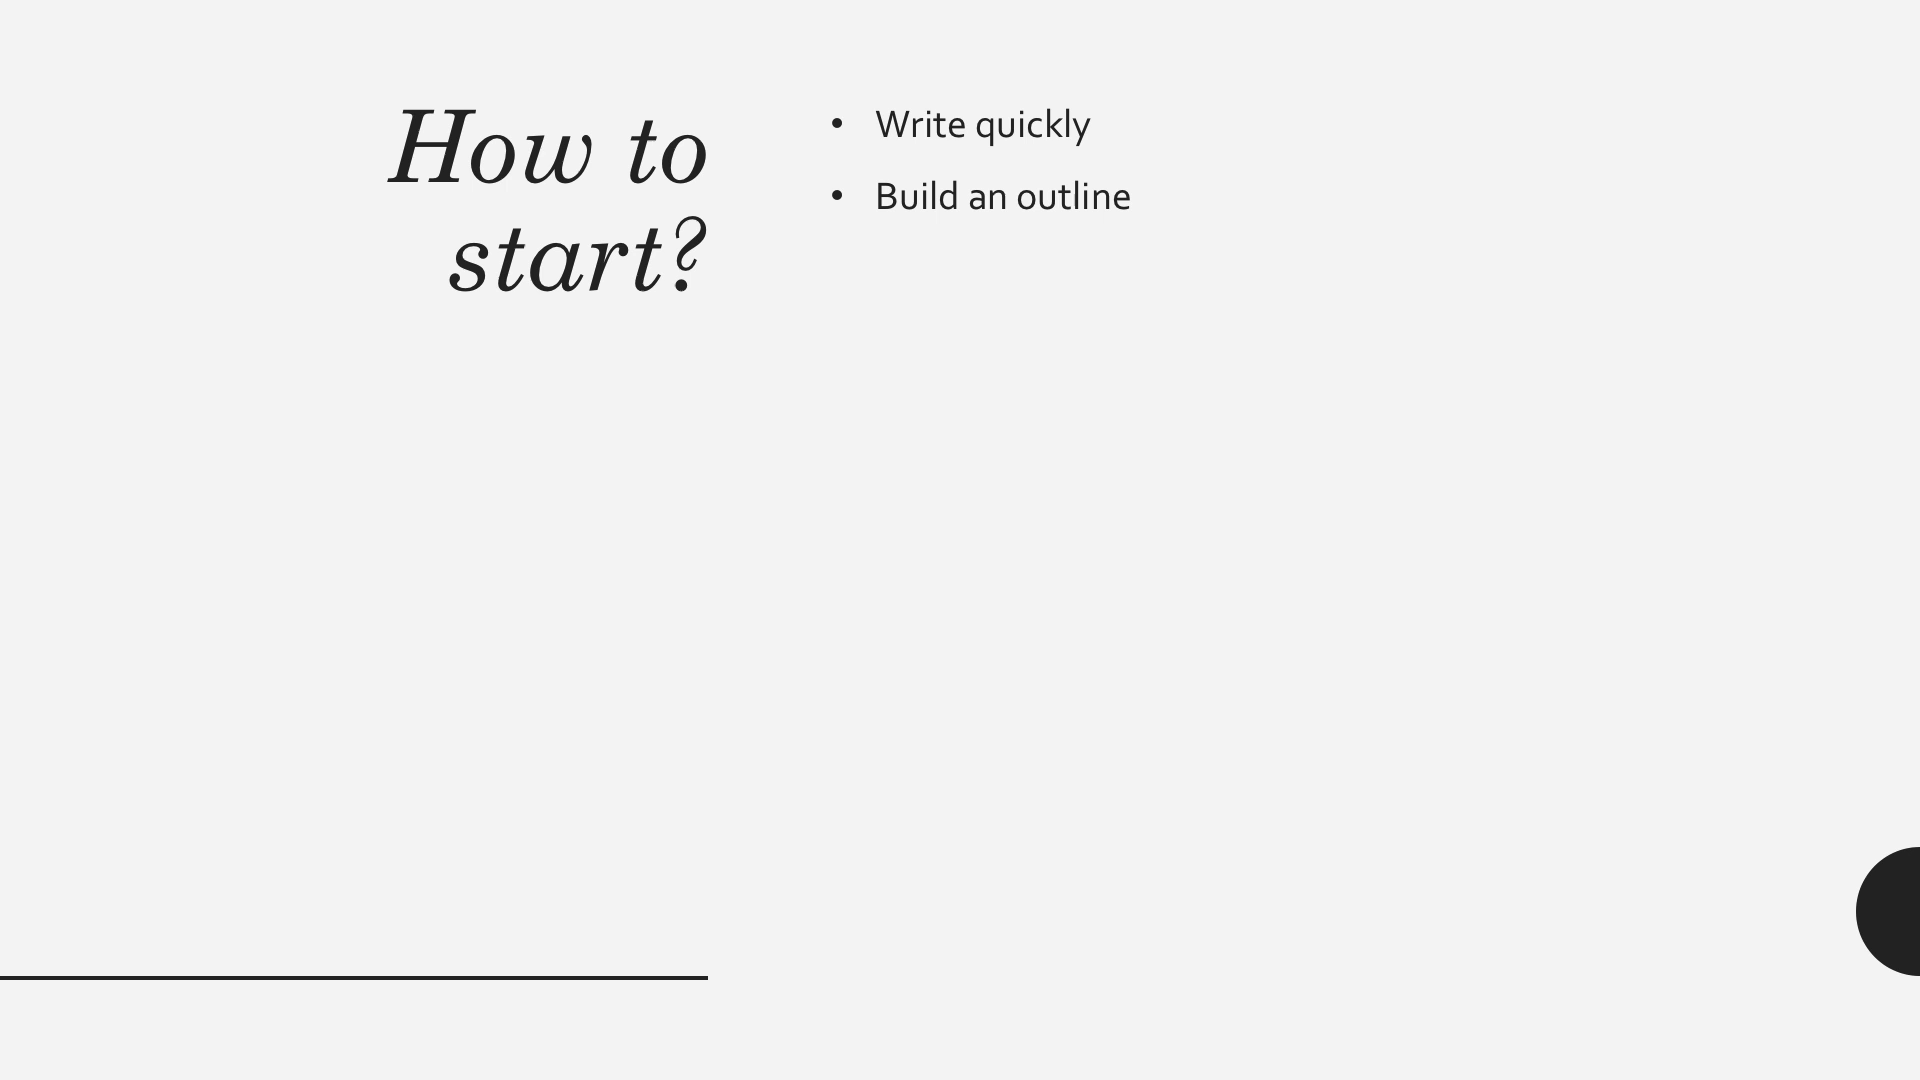 How to
start?
• Write quickly
• Build an outline